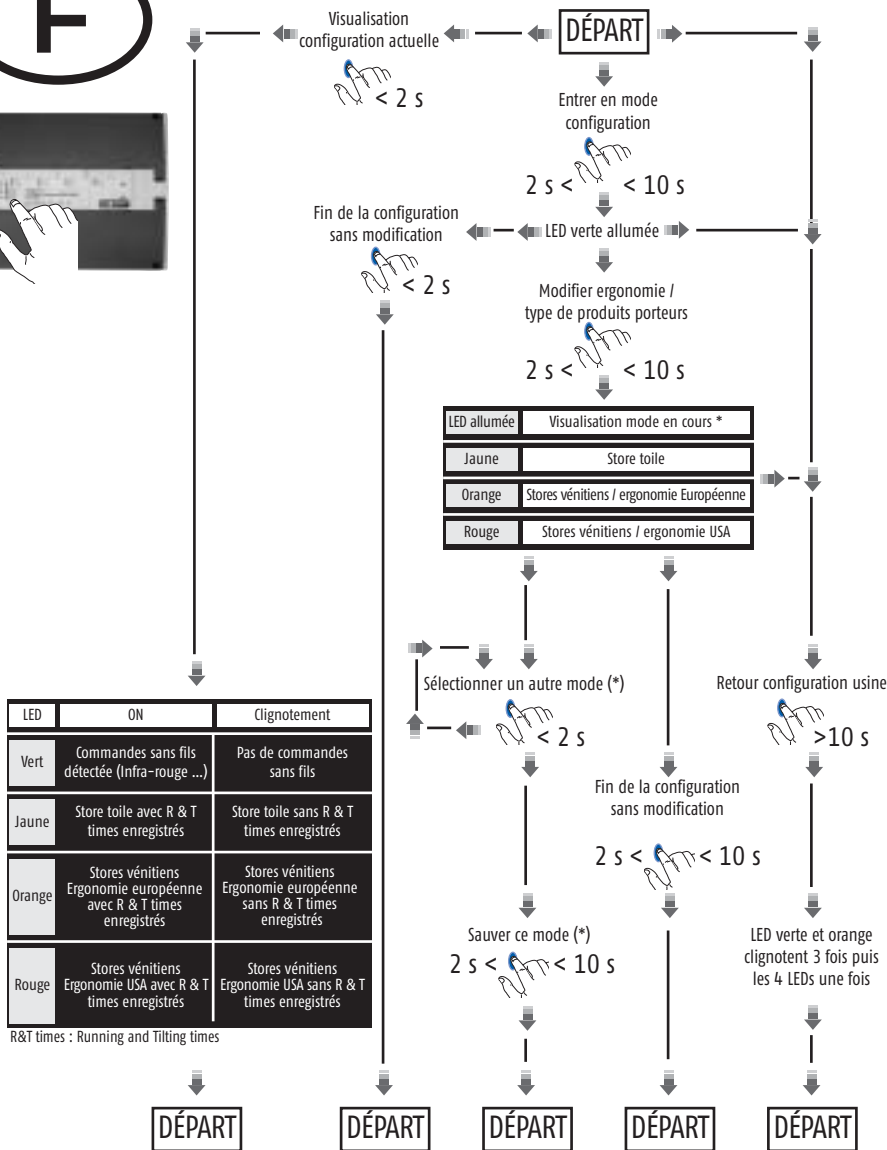 F
Visualisation
configuration actuelle
< 2 s
DÉPART
Entrer en mode
configuration
2 s < < 10 s
Fin de la configuration
sans modification
< 2 s
LED verte allumée
Modifier ergonomie /
type de produits porteurs
2 s < < 10 s
LED allumée Visualisation mode en cours *
Jaune Store toile
Orange Stores vénitiens / ergonomie Européenne
Rouge Stores vénitiens / ergonomie USA
Sélectionner un autre mode (*)
< 2 s
Retour configuration usine
>10 s
Fin de la configuration
sans modification
2 s < < 10 s
Sauver ce mode (*)
2 s < < 10 s
LED verte et orange
clignotent 3 fois puis
les 4 LEDs une fois
LED ON Clignotement
Vert
Commandes sans fils
détectée (Infra-rouge ...)
Pas de commandes
sans fils
Jaune
Store toile avec R & T
times enregistrés
Store toile sans R & T
times enregistrés
Orange
Stores vénitiens
Ergonomie européenne
avec R & T times
enregistrés
Stores vénitiens
Ergonomie européenne
sans R & T times
enregistrés
Rouge
Stores vénitiens
Ergonomie USA avec R & T
times enregistrés
Stores vénitiens
Ergonomie USA sans R & T
times enregistrés
R&T times : Running and Tilting times
DÉPART DÉPART DÉPART DÉPART DÉPART